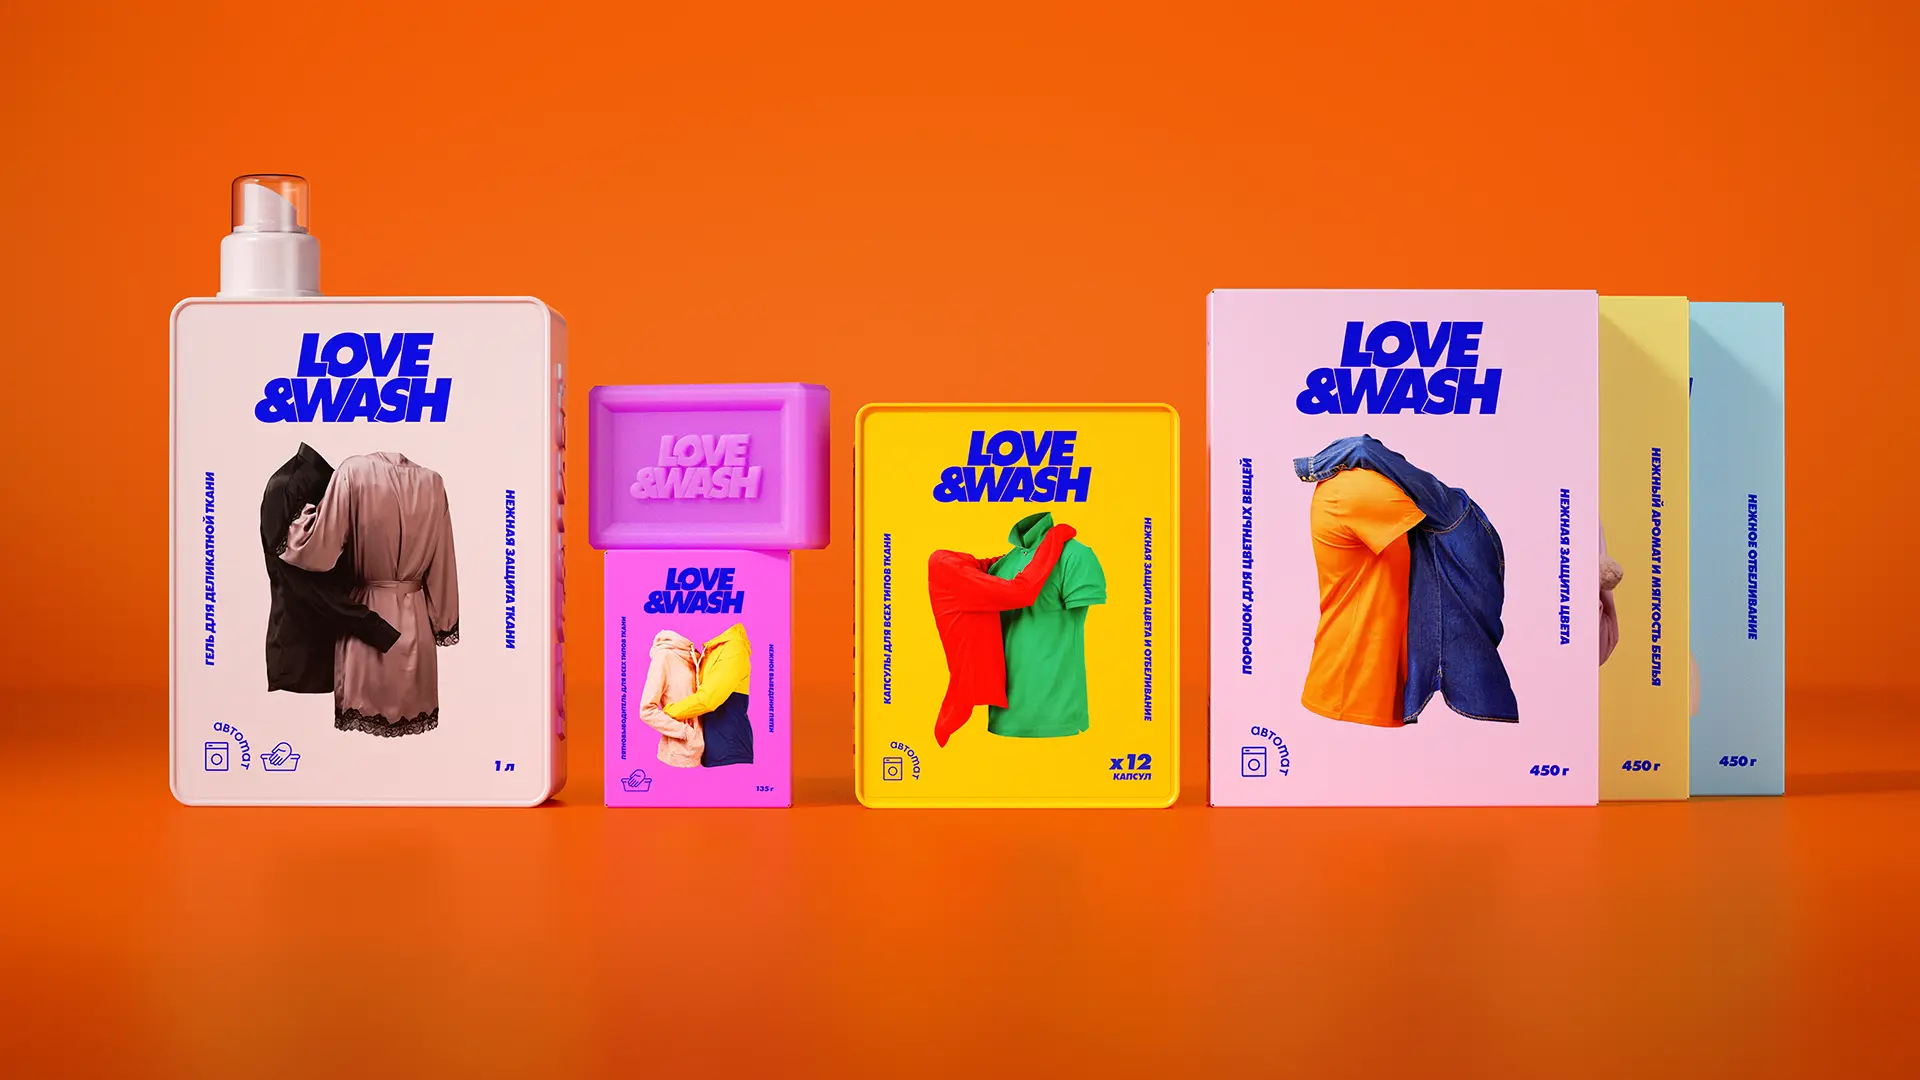 LOVE
&WASH
ГЕЛЬ ДЛЯ ДЕЛИКАТНОЙ ТКАНИ
НЕЖНАЯ ЗАЩИТА ТКАНИ
автомат
1 л
LOVE
&WASH
LOVE
&WASH
ПЯТНОВЫВОДИТЕЛЬ ДЛЯ ВСЕХ ТИПОВ ТКАНИ
НЕЖНОЕ ВЫВЕДЕНИЕ ПЯТЕН
135 г
LOVE
&WASH
КАПСУЛЫ ДЛЯ ВСЕХ ТИПОВ ТКАНИ
НЕЖНАЯ ЗАЩИТА ЦВЕТА И ОТБЕЛИВАНИЕ
автомат
x12
КАПСУЛ
LOVE
&WASH
ПОРОШОК ДЛЯ ЦВЕТНЫХ ВЕЩЕЙ
НЕЖНАЯ ЗАЩИТА ЦВЕТА
автомат
450 г
НЕЖНЫЙ АРОМАТ И МЯГКОСТЬ БЕЛЬЯ
450 г
НЕЖНОЕ ОТБЕЛИВАНИЕ
450 г